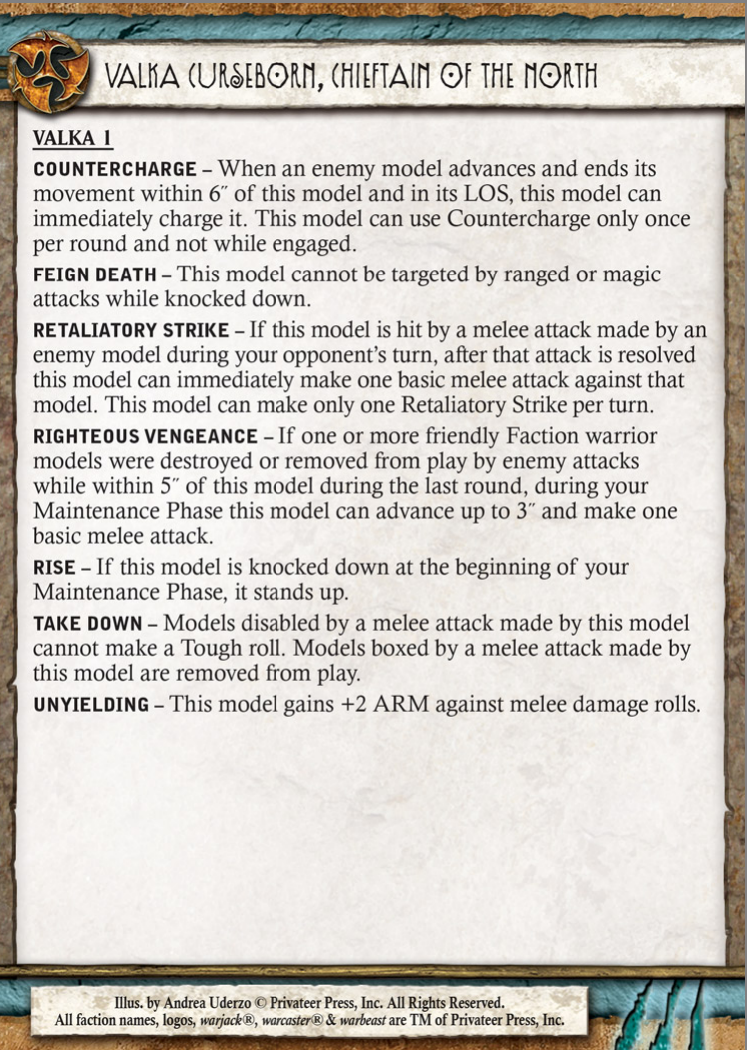 VALKA CURSEBORN, CHIEFTAIN OF THE NORTH
VALKA 1
COUNTERCHARGE – When an enemy model advances and ends its
movement within 6˝ of this model and in its LOS, this model can
immediately charge it. This model can use Countercharge only once
per round and not while engaged.
FEIGN DEATH – This model cannot be targeted by ranged or magic
attacks while knocked down.
RETALIATORY STRIKE – If this model is hit by a melee attack made by an
enemy model during your opponent’s turn, after that attack is resolved
this model can immediately make one basic melee attack against that
model. This model can make only one Retaliatory Strike per turn.
RIGHTEOUS VENGEANCE – If one or more friendly Faction warrior
models were destroyed or removed from play by enemy attacks
while within 5˝ of this model during the last round, during your
Maintenance Phase this model can advance up to 3˝ and make one
basic melee attack.
RISE – If this model is knocked down at the beginning of your
Maintenance Phase, it stands up.
TAKE DOWN – Models disabled by a melee attack made by this model
cannot make a Tough roll. Models boxed by a melee attack made by
this model are removed from play.
UNYIELDING – This model gains +2 ARM against melee damage rolls.
Illus. by Andrea Uderzo © Privateer Press, Inc. All Rights Reserved.
All faction names, logos, warjack®, warcaster® & warbeast are TM of Privateer Press, Inc.